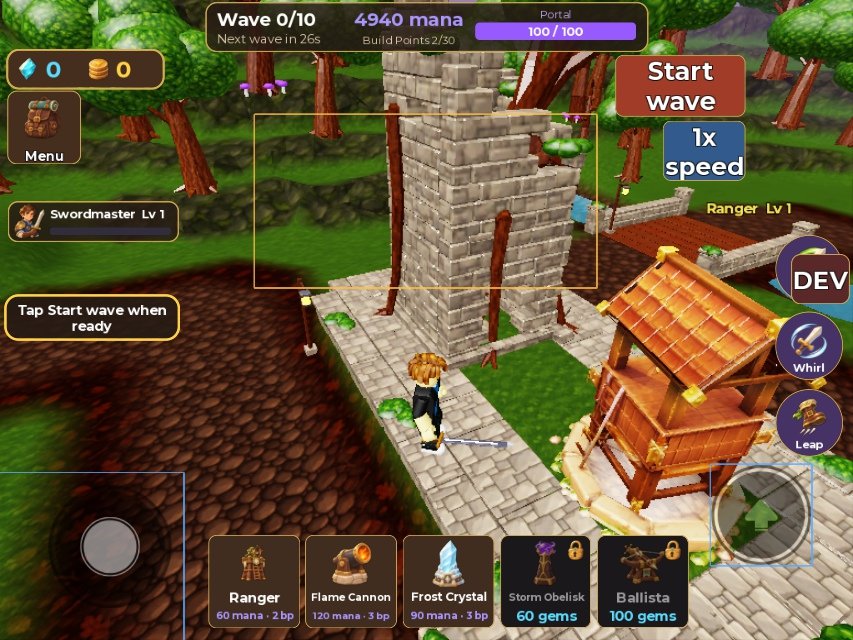 Wave 0/10
4940 mana
Portal
Next wave in 26s
Build Points 2/30
100 / 100
0
0
Start
wave
1x
speed
Menu
Swordmaster Lv 1
Ranger Lv 1
DEV
Tap Start wave when
ready
Whirl
Leap
Ranger
60 mana · 2 bp
Flame Cannon
120 mana · 3 bp
Frost Crystal
90 mana · 3 bp
Storm Obelisk
60 gems
Ballista
100 gems